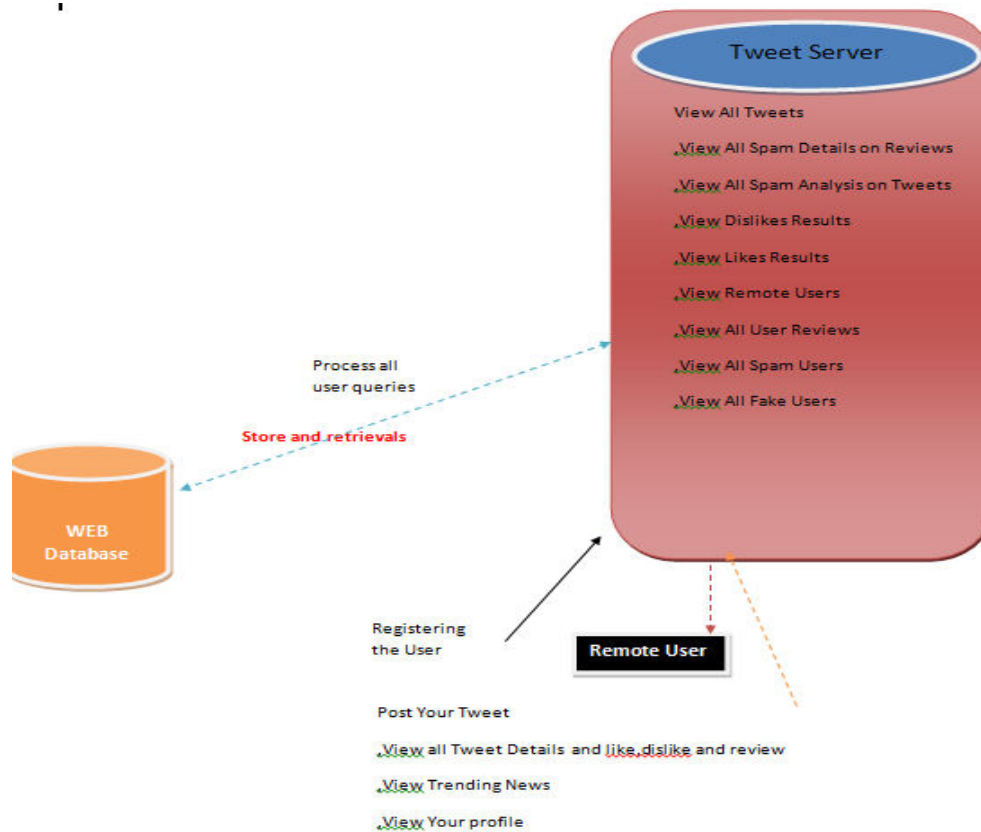 Tweet Server
View All Tweets
,View All Spam Details on Reviews
,View All Spam Analysis on Tweets
,View Dislikes Results
,View Likes Results
,View Remote Users
,View All User Reviews
,View All Spam Users
,View All Fake Users
Process all
user queries
Store and retrievals
WEB
Database
Registering
the User
Remote User
Post Your Tweet
,View all Tweet Details and like,dislike and review
,View Trending News
,View Your profile